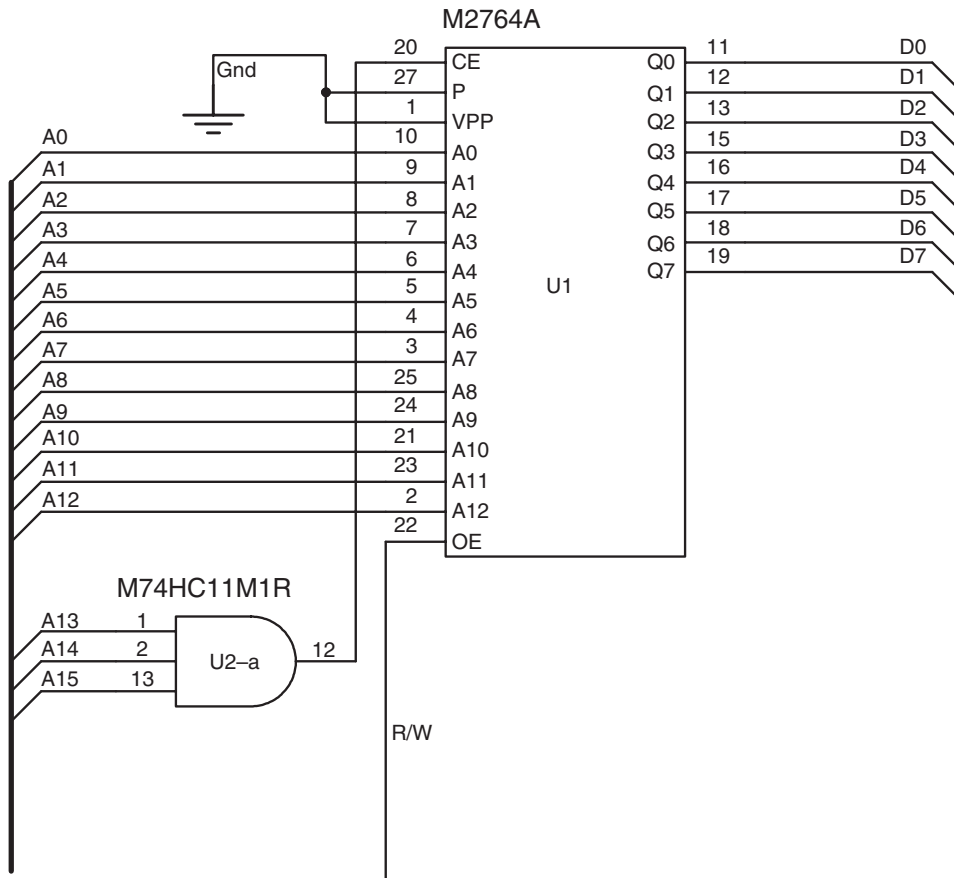 M2764A
20 CE Q0 11 D0
Gnd
27 P Q1 12 D1
1 VPP Q2 13 D2
A0 10 A0 Q3 15 D3
A1 9 A1 Q4 16 D4
A2 8 A2 Q5 17 D5
A3 7 A3 Q6 18 D6
A4 6 A4 Q7 19 D7
U1
A5 5 A5
A6 4 A6
A7 3 A7
A8 25 A8
A9 24 A9
A10 21 A10
A11 23 A11
A12 2 A12
22 OE
M74HC11M1R
A13 1
A14 2 U2–a 12
A15 13
R/W